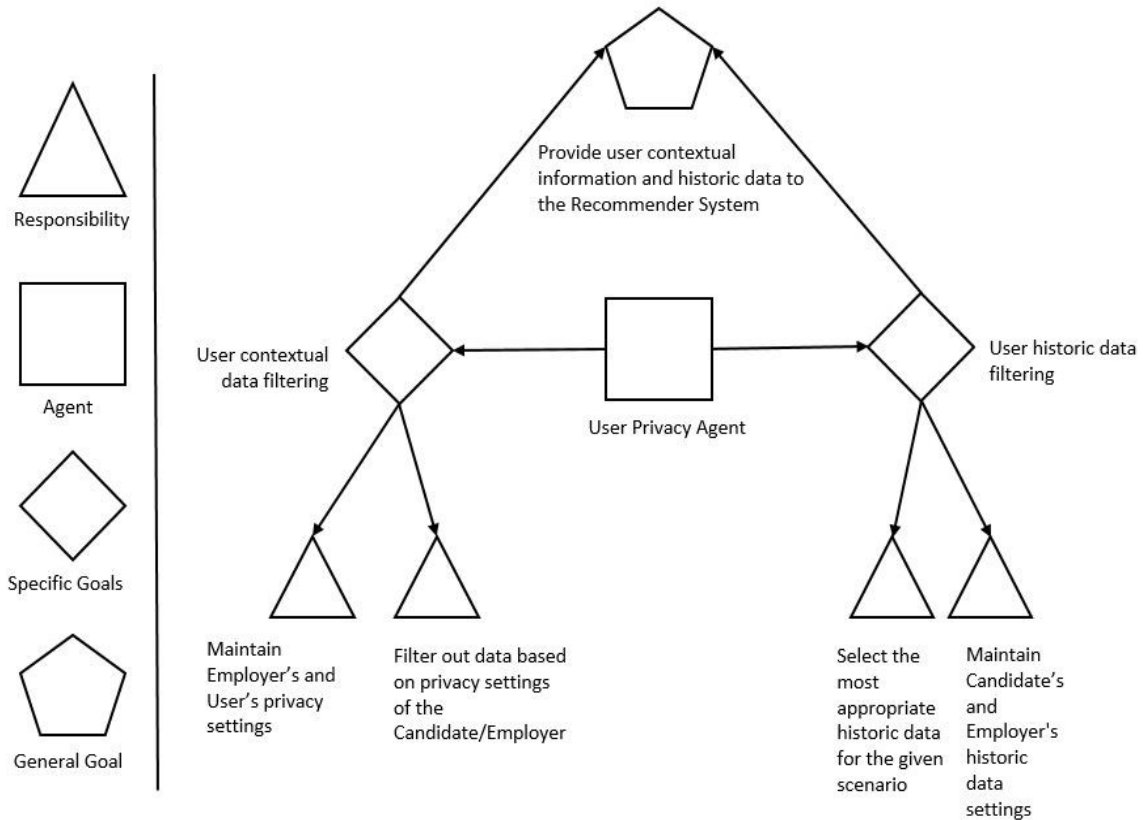 Responsibility
Agent
Specific Goals
General Goal
Provide user contextual
information and historic data to
the Recommender System
User contextual
data filtering
User Privacy Agent
User historic data
filtering
Maintain
Employer’s and
User’s privacy
settings
Filter out data based
on privacy settings
of the
Candidate/Employer
Select the
most
appropriate
historic data
for the given
scenario
Maintain
Candidate’s
and
Employer's
historic
data
settings